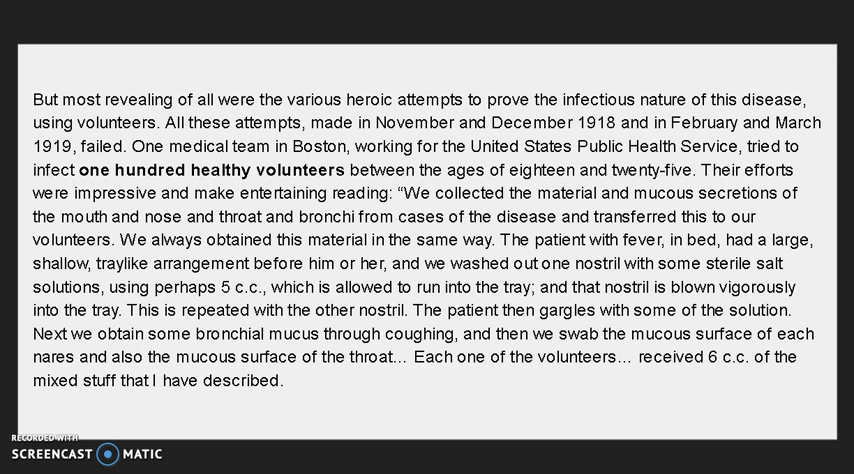 But most revealing of all were the various heroic attempts to prove the infectious nature of this disease,
using volunteers. All these attempts, made in November and December 1918 and in February and March
1919, failed. One medical team in Boston, working for the United States Public Health Service, tried to
infect one hundred healthy volunteers between the ages of eighteen and twenty-five. Their efforts
were impressive and make entertaining reading: “We collected the material and mucous secretions of
the mouth and nose and throat and bronchi from cases of the disease and transferred this to our
volunteers. We always obtained this material in the same way. The patient with fever, in bed, had a large,
shallow, traylike arrangement before him or her, and we washed out one nostril with some sterile salt
solutions, using perhaps 5 c.c., which is allowed to run into the tray; and that nostril is blown vigorously
into the tray. This is repeated with the other nostril. The patient then gargles with some of the solution.
Next we obtain some bronchial mucus through coughing, and then we swab the mucous surface of each
nares and also the mucous surface of the throat... Each one of the volunteers... received 6 c.c. of the
mixed stuff that I have described.
RECORDED WITH
SCREENCAST MATIC